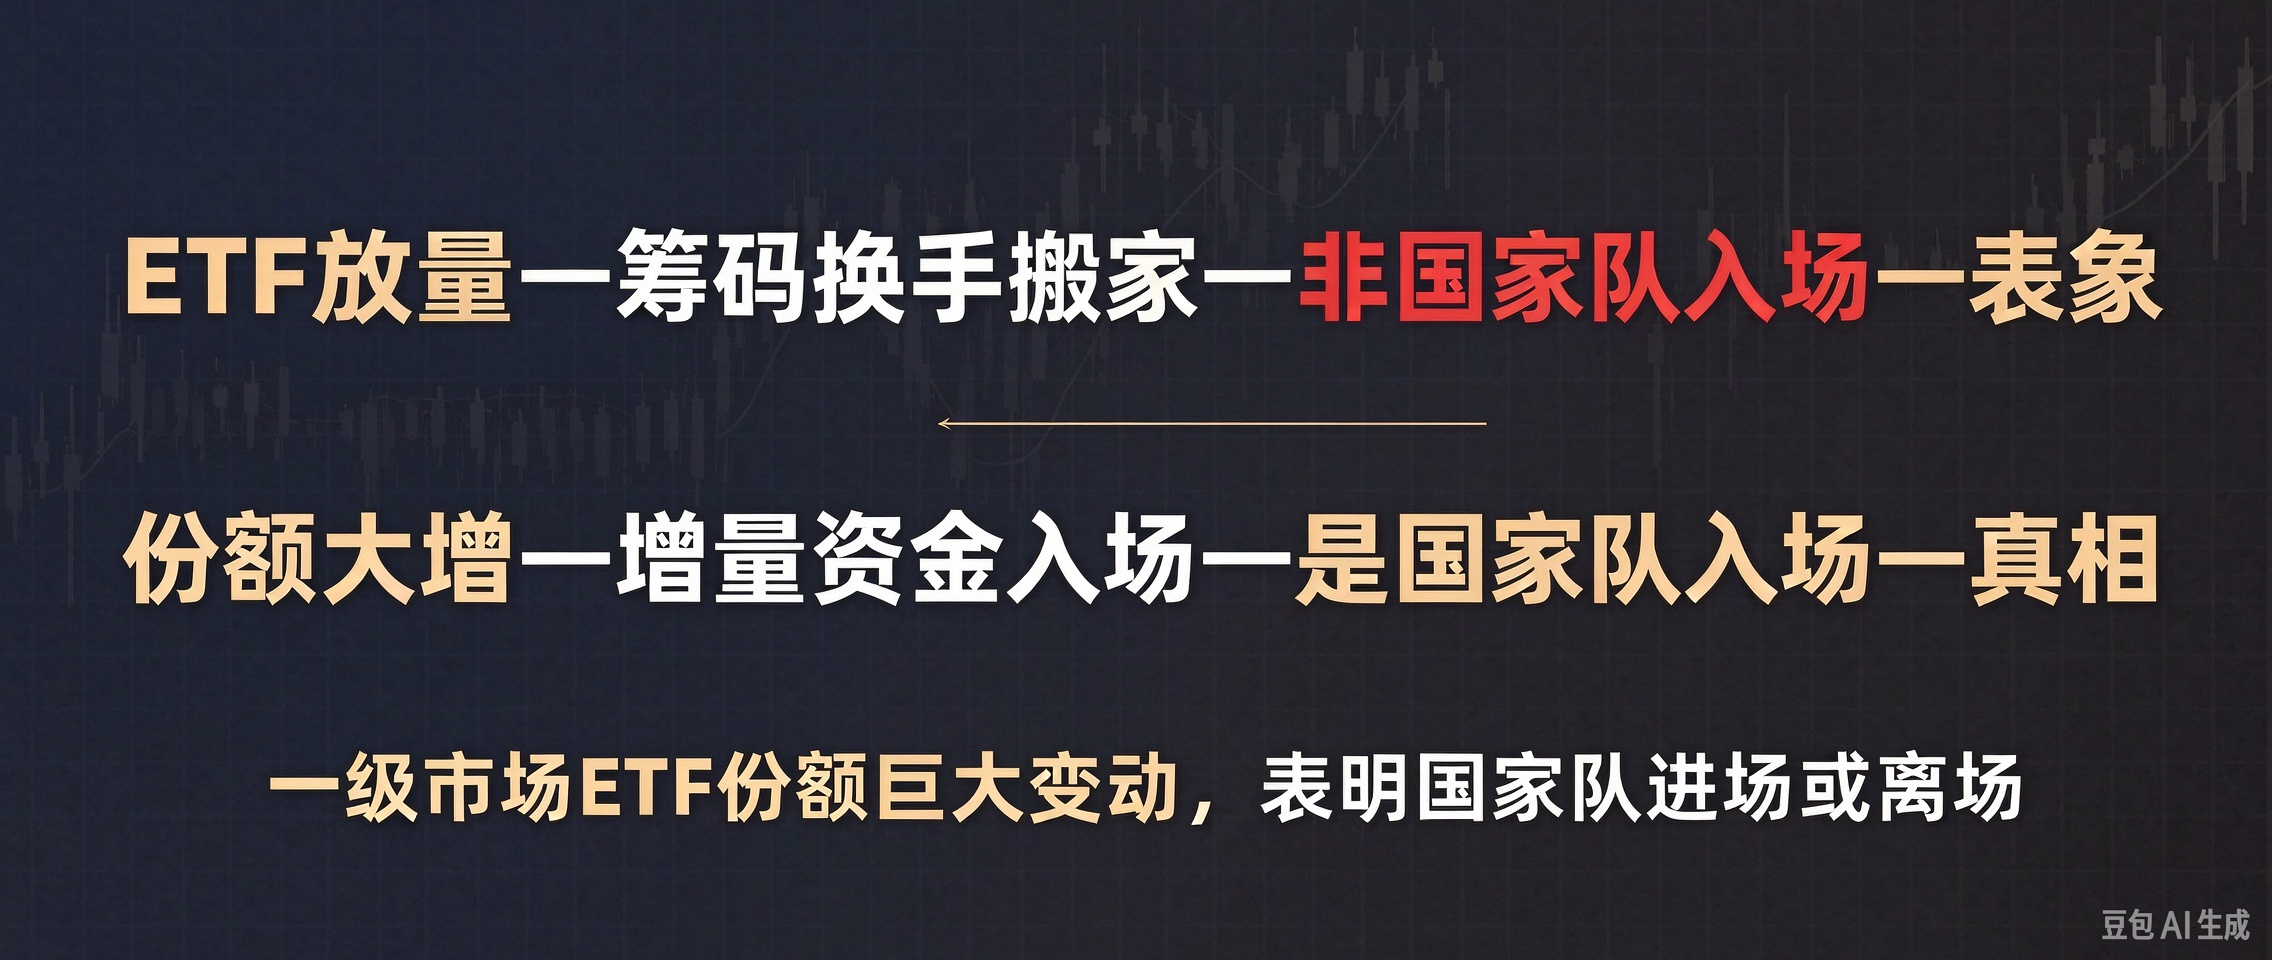 ETF放量—筹码换手搬家—非国家队入场—表象
份额大增—增量资金入场—是国家队入场—真相
一级市场ETF份额巨大变动，表明国家队进场或离场
豆包AI生成